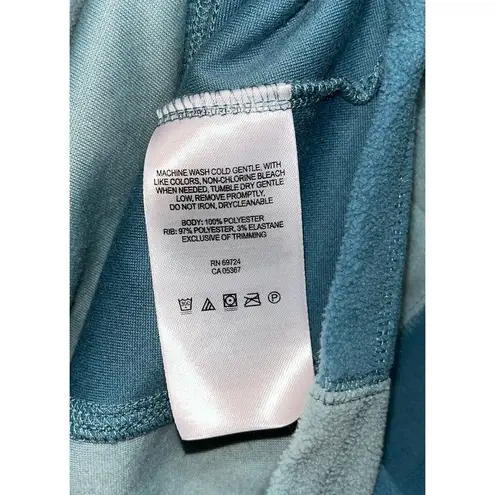 MACHINE WASH COLD GENTLE, WITH
LIKE COLORS, NON-CHLORINE BLEACH
WHEN NEEDED, TUMBLE DRY GENTLE
LOW, REMOVE PROMPTLY,
DO NOT IRON, DRYCLEANABLE
BODY: 100% POLYESTER
RIB: 97% POLYESTER, 3% ELASTANE
EXCLUSIVE OF TRIMMING
RN 69724
CA 05367
P